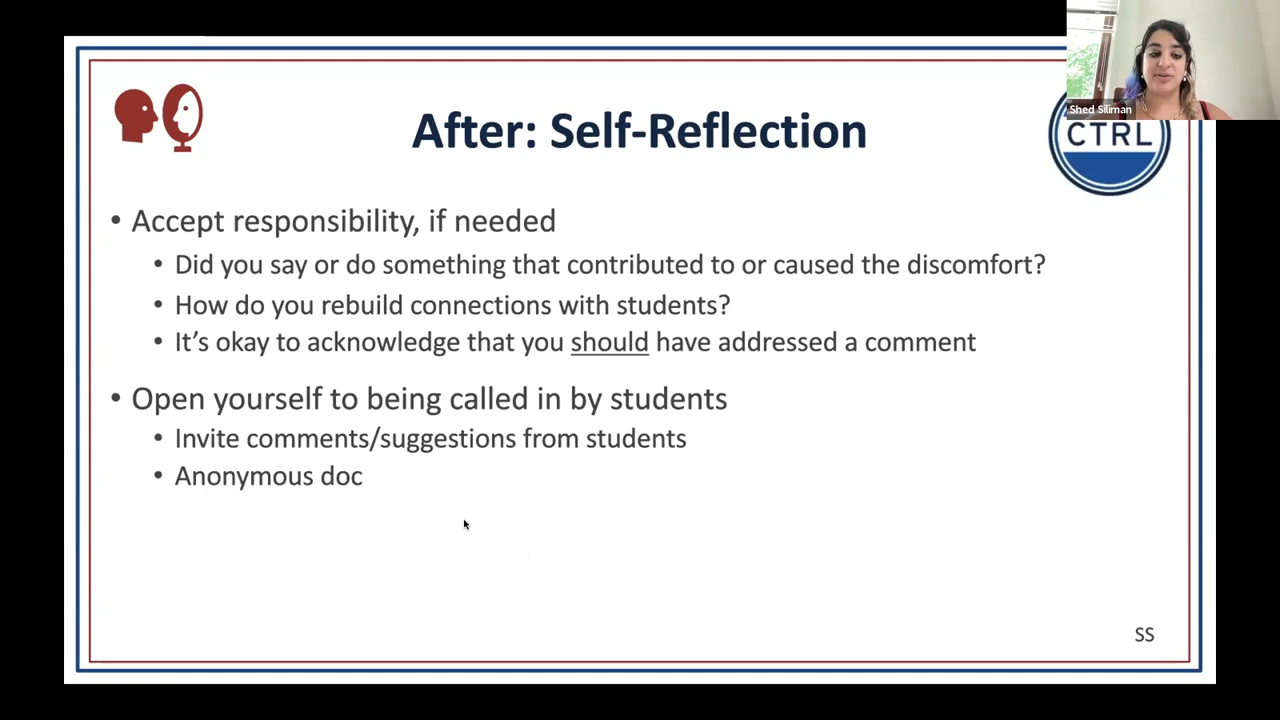 Shed Siliman
CTRL
After: Self-Reflection
• Accept responsibility, if needed
• Did you say or do something that contributed to or caused the discomfort?
• How do you rebuild connections with students?
• It's okay to acknowledge that you should have addressed a comment
• Open yourself to being called in by students
• Invite comments/suggestions from students
• Anonymous doc
SS